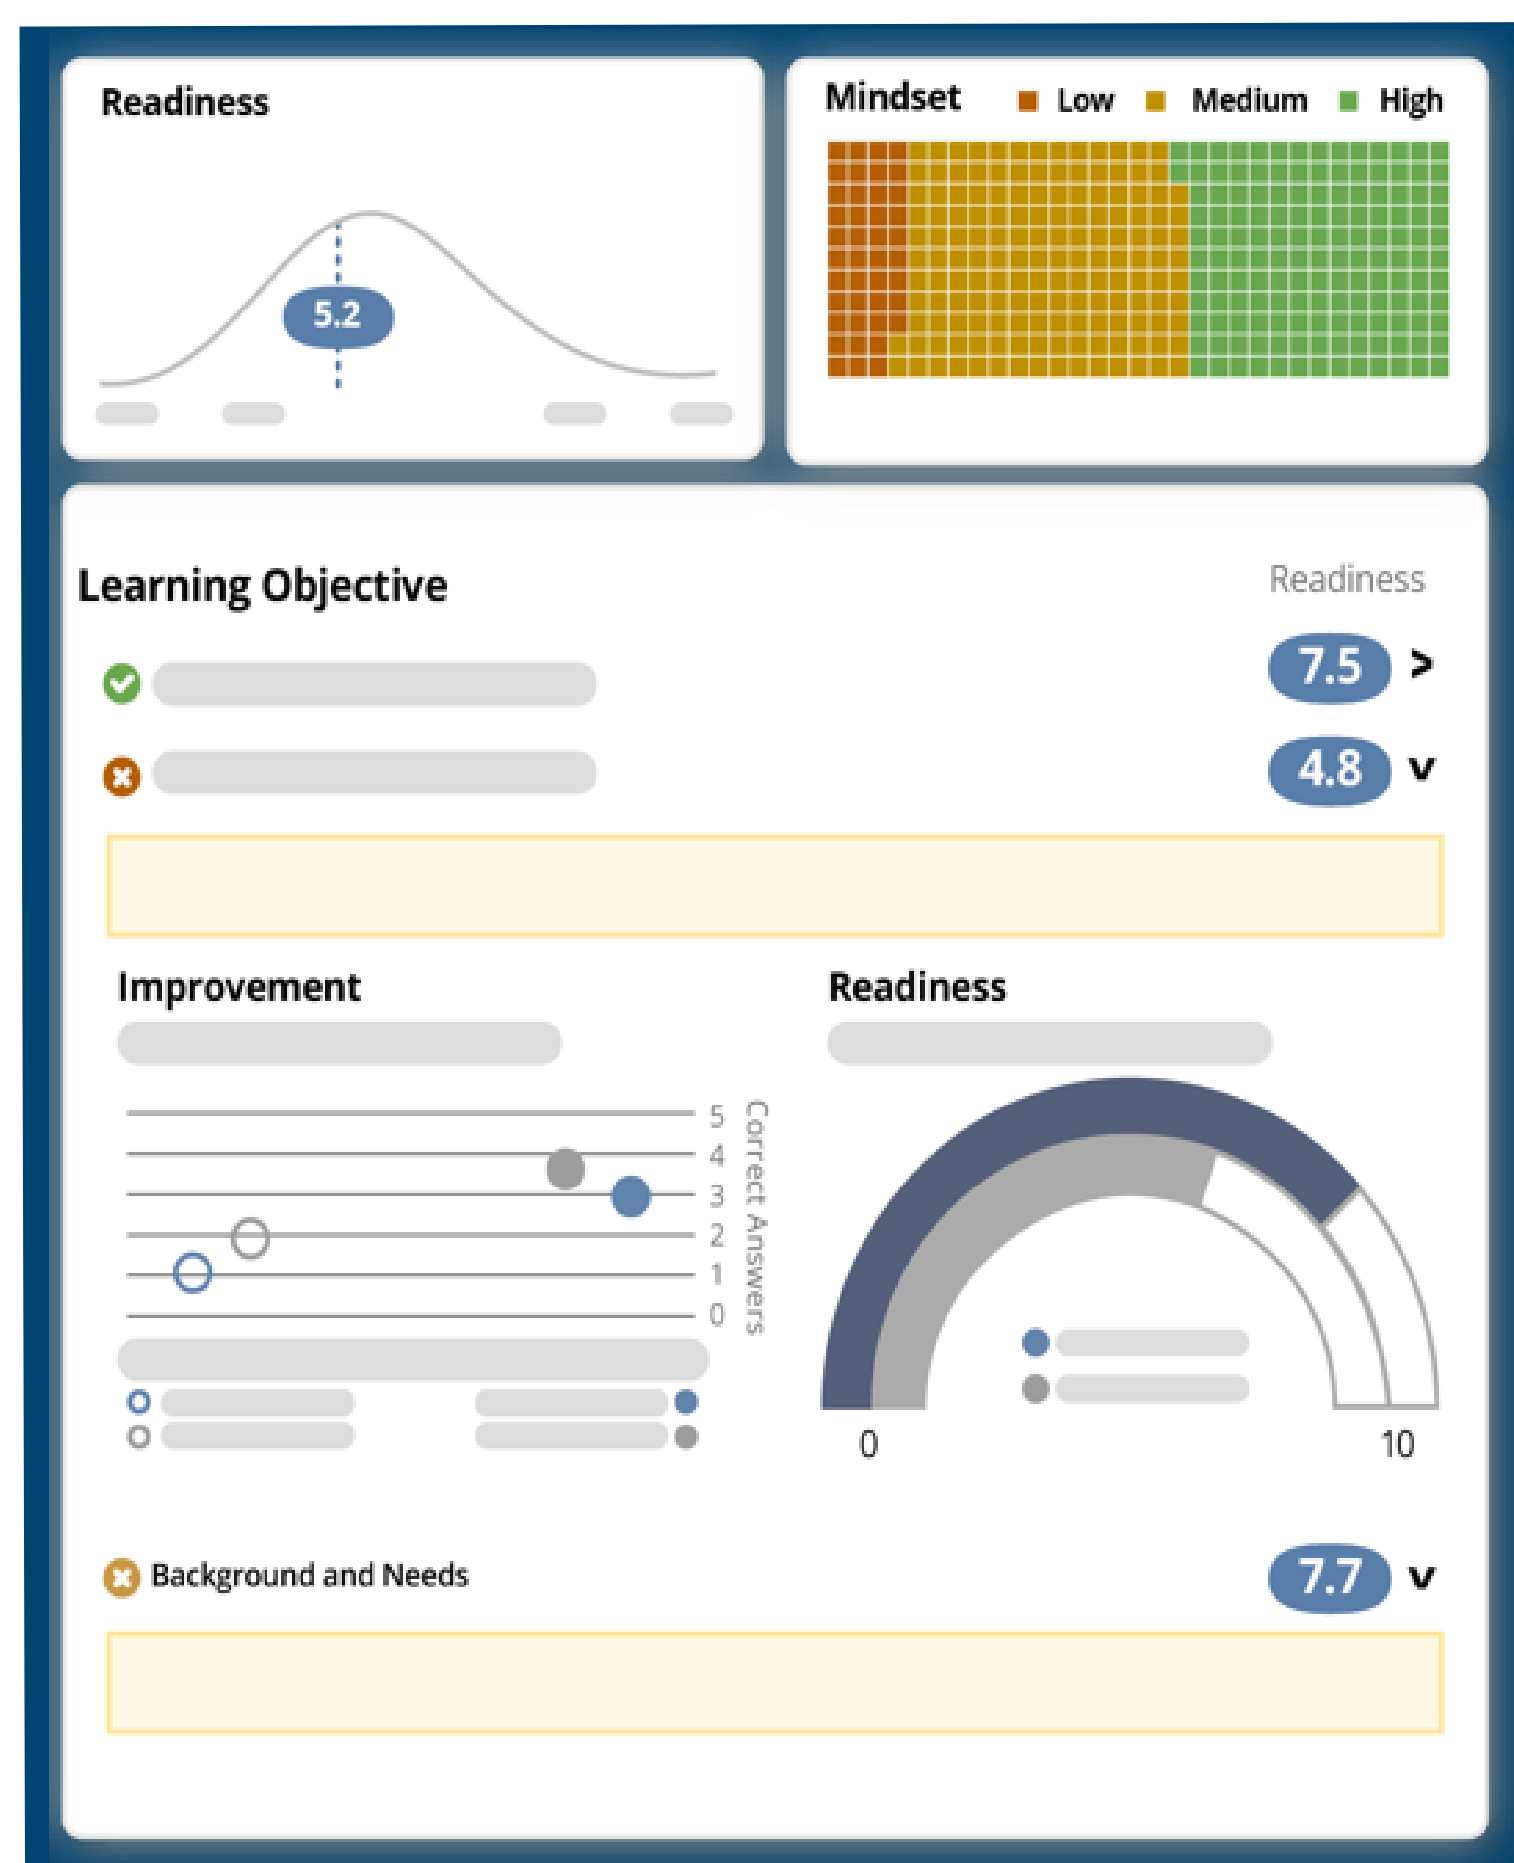 Readiness
5.2
Mindset Low Medium High
Learning Objective Readiness
7.5 >
4.8 v
Improvement
5
4
3
2
1
0
Correct Answers
Readiness
0 10
Background and Needs 7.7 v